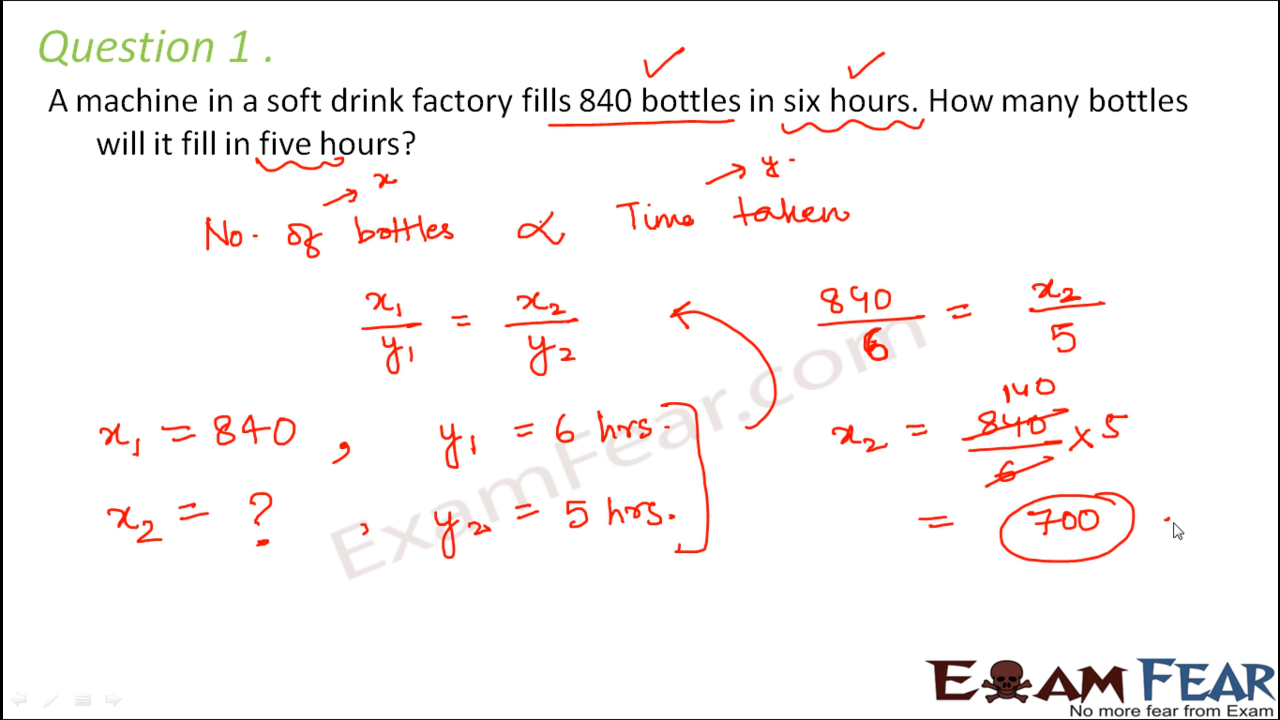 Question 1 .
A machine in a soft drink factory fills 840 bottles in six hours. How many bottles
will it fill in five hours?
→ x → y.
No. of bottles ∝ Time taken
x₁/y₁ = x₂/y₂
840/6 = x₂/5
x₁ = 840 , y₁ = 6 hrs.
x₂ = ? , y₂ = 5 hrs.
140
x₂ = 840/6 × 5
= 700
ExamFear.com
EXAM FEAR
No more fear from Exam